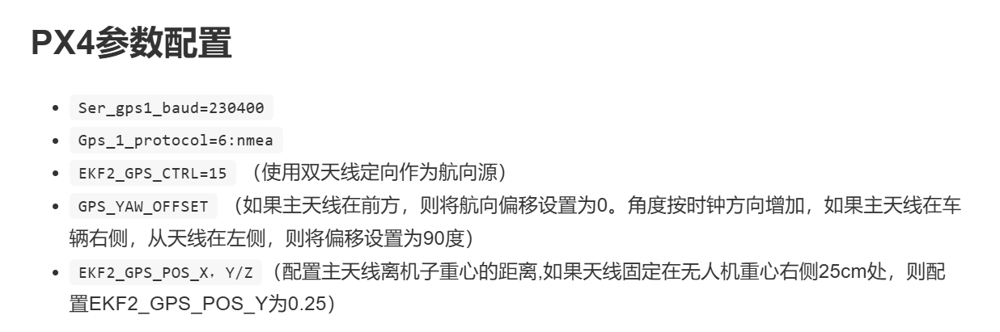 PX4参数配置
Ser_gps1_baud=230400
Gps_1_protocol=6:nmea
EKF2_GPS_CTRL=15 （使用双天线定向作为航向源）
GPS_YAW_OFFSET （如果主天线在前方，则将航向偏移设置为0。角度按时钟方向增加，如果主天线在车
辆右侧，从天线在左侧，则将偏移设置为90度）
EKF2_GPS_POS_X，Y/Z （配置主天线离机子重心的距离,如果天线固定在无人机重心右侧25cm处，则配
置EKF2_GPS_POS_Y为0.25）